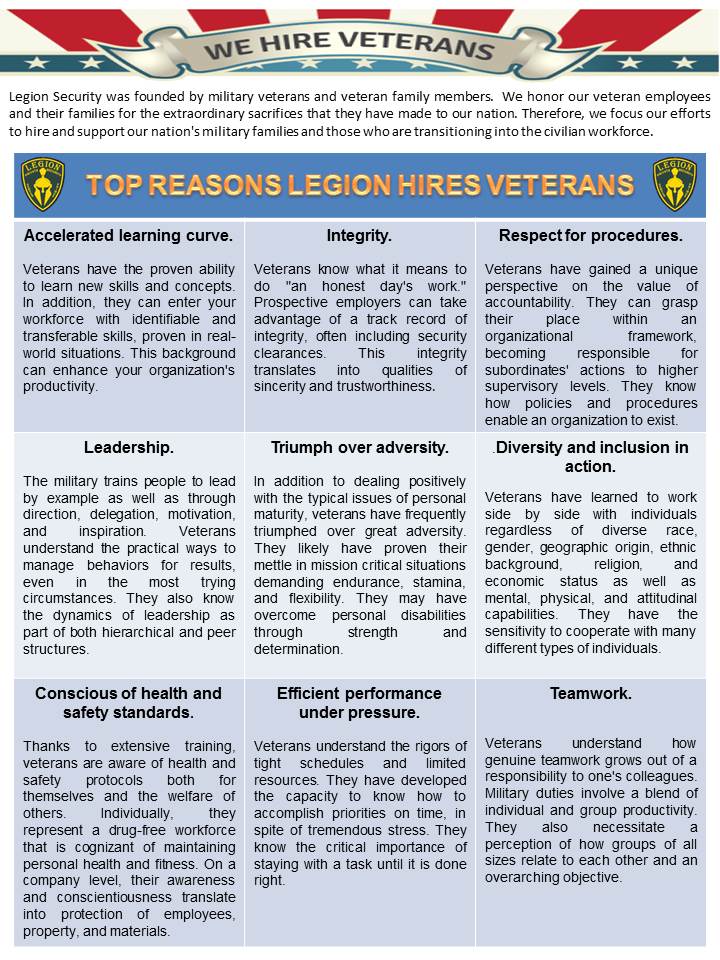 WE HIRE VETERANS
Legion Security was founded by military veterans and veteran family members.  We honor our veteran employees
and their families for the extraordinary sacrifices that they have made to our nation. Therefore, we focus our efforts
to hire and support our nation's military families and those who are transitioning into the civilian workforce.
LEGION
TOP REASONS LEGION HIRES VETERANS
LEGION
Accelerated learning curve.
Veterans have the proven ability
to learn new skills and concepts.
In addition, they can enter your
workforce with identifiable and
transferable skills, proven in real-
world situations. This background
can enhance your organization's
productivity.
Integrity.
Veterans know what it means to
do "an honest day's work."
Prospective employers can take
advantage of a track record of
integrity, often including security
clearances. This integrity
translates into qualities of
sincerity and trustworthiness.
Respect for procedures.
Veterans have gained a unique
perspective on the value of
accountability. They can grasp
their place within an
organizational framework,
becoming responsible for
subordinates' actions to higher
supervisory levels. They know
how policies and procedures
enable an organization to exist.
Leadership.
The military trains people to lead
by example as well as through
direction, delegation, motivation,
and inspiration. Veterans
understand the practical ways to
manage behaviors for results,
even in the most trying
circumstances. They also know
the dynamics of leadership as
part of both hierarchical and peer
structures.
Triumph over adversity.
In addition to dealing positively
with the typical issues of personal
maturity, veterans have frequently
triumphed over great adversity.
They likely have proven their
mettle in mission critical situations
demanding endurance, stamina,
and flexibility. They may have
overcome personal disabilities
through strength and
determination.
.Diversity and inclusion in
action.
Veterans have learned to work
side by side with individuals
regardless of diverse race,
gender, geographic origin, ethnic
background, religion, and
economic status as well as
mental, physical, and attitudinal
capabilities. They have the
sensitivity to cooperate with many
different types of individuals.
Conscious of health and
safety standards.
Thanks to extensive training,
veterans are aware of health and
safety protocols both for
themselves and the welfare of
others. Individually, they
represent a drug-free workforce
that is cognizant of maintaining
personal health and fitness. On a
company level, their awareness
and conscientiousness translate
into protection of employees,
property, and materials.
Efficient performance
under pressure.
Veterans understand the rigors of
tight schedules and limited
resources. They have developed
the capacity to know how to
accomplish priorities on time, in
spite of tremendous stress. They
know the critical importance of
staying with a task until it is done
right.
Teamwork.
Veterans understand how
genuine teamwork grows out of a
responsibility to one's colleagues.
Military duties involve a blend of
individual and group productivity.
They also necessitate a
perception of how groups of all
sizes relate to each other and an
overarching objective.